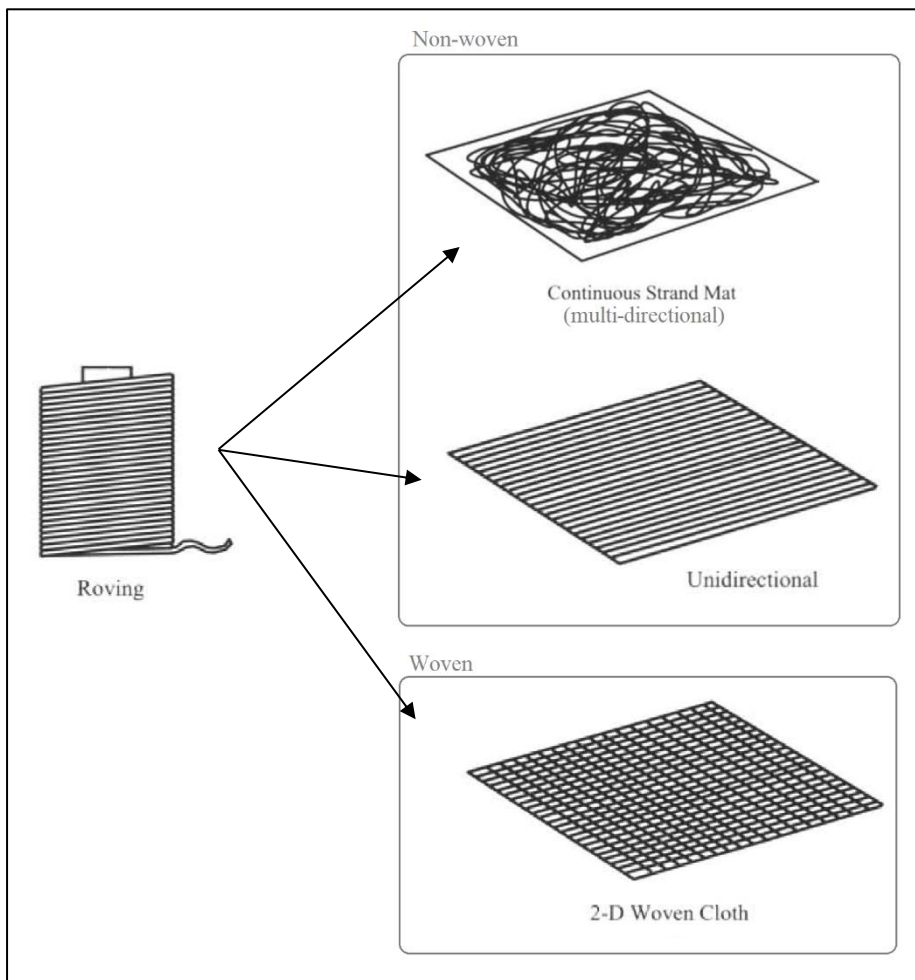 Non-woven
Continuous Strand Mat
(multi-directional)
Roving
Unidirectional
Woven
2-D Woven Cloth